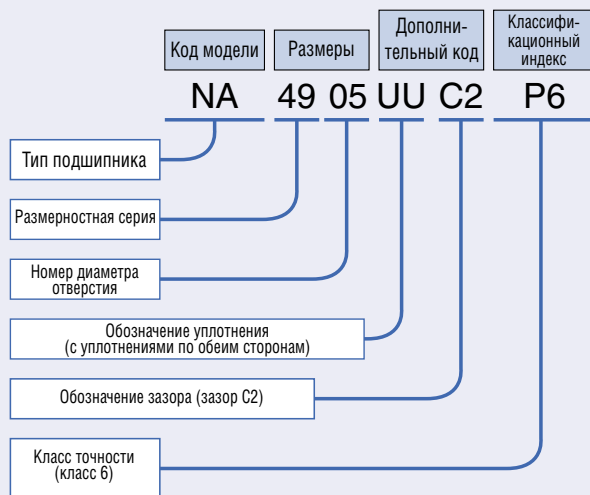 Код модели
Размеры
Дополни-
тельный код
Классифи-
кационный
индекс
NA 49 05 UU C2 P6
Тип подшипника
Размерностная серия
Номер диаметра
отверстия
Обозначение уплотнения
(с уплотнениями по обеим сторонам)
Обозначение зазора (зазор C2)
Класс точности
(класс 6)